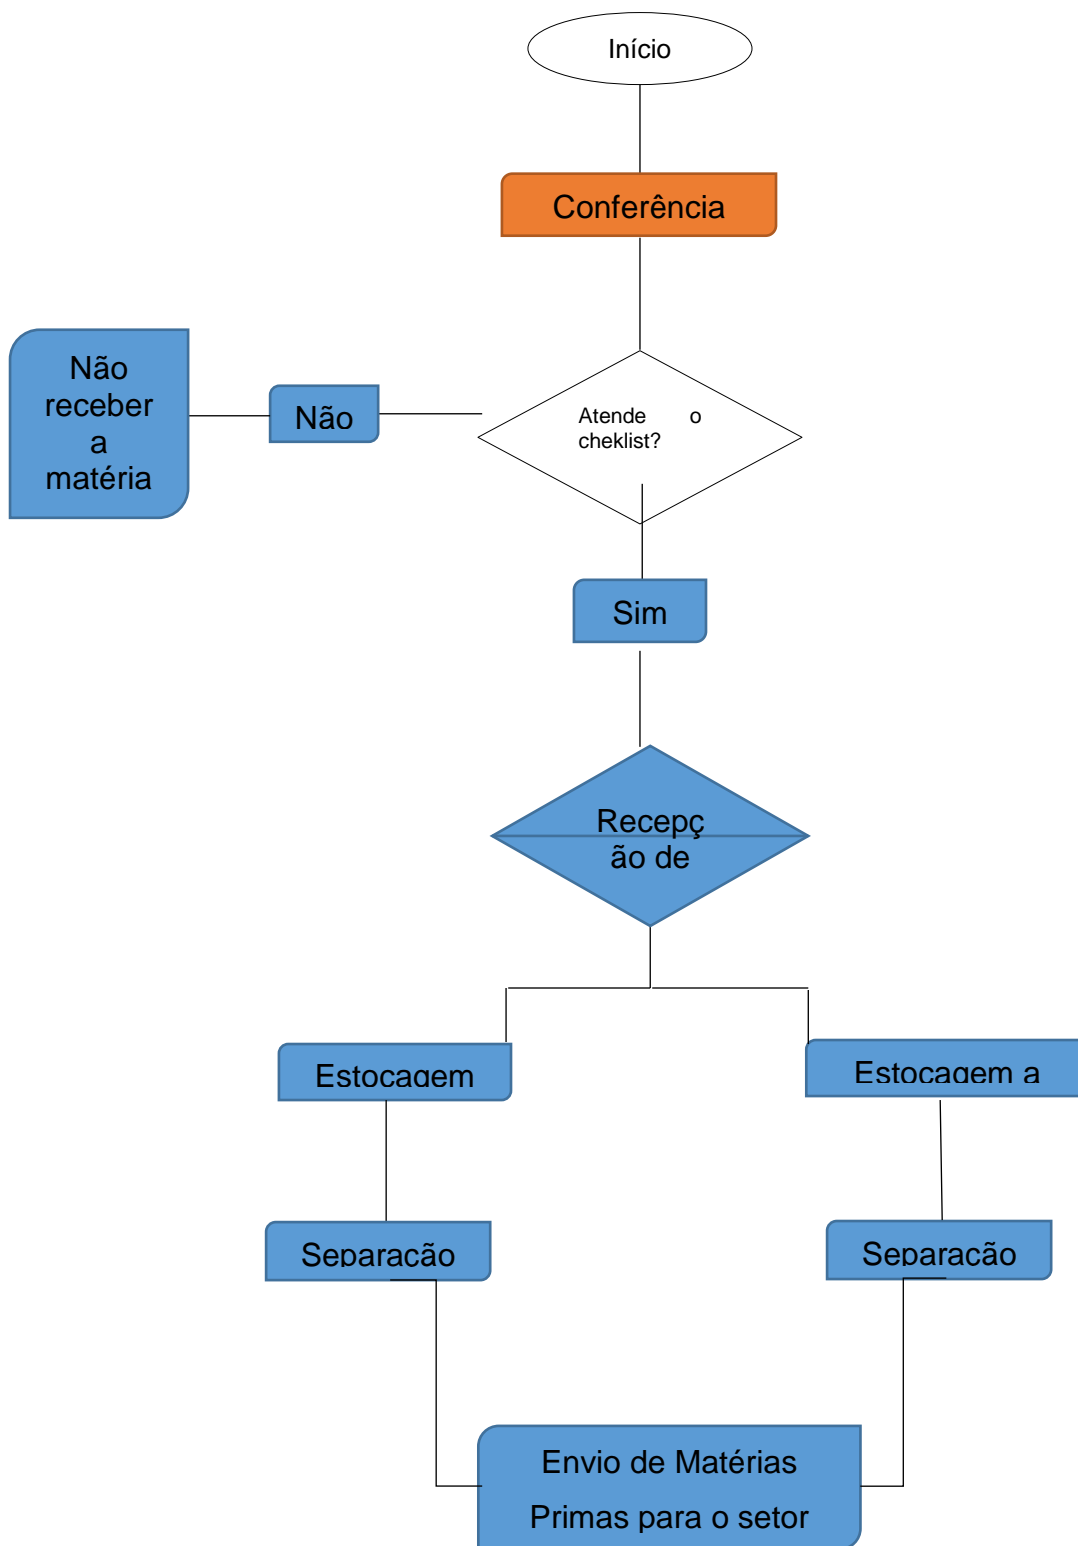 Início
Conferência
Não
receber
a
matéria
Não
Atende o
cheklist?
Sim
Recepç
ão de
Estocagem
Estocagem a
Separação
Separação
Envio de Matérias
Primas para o setor